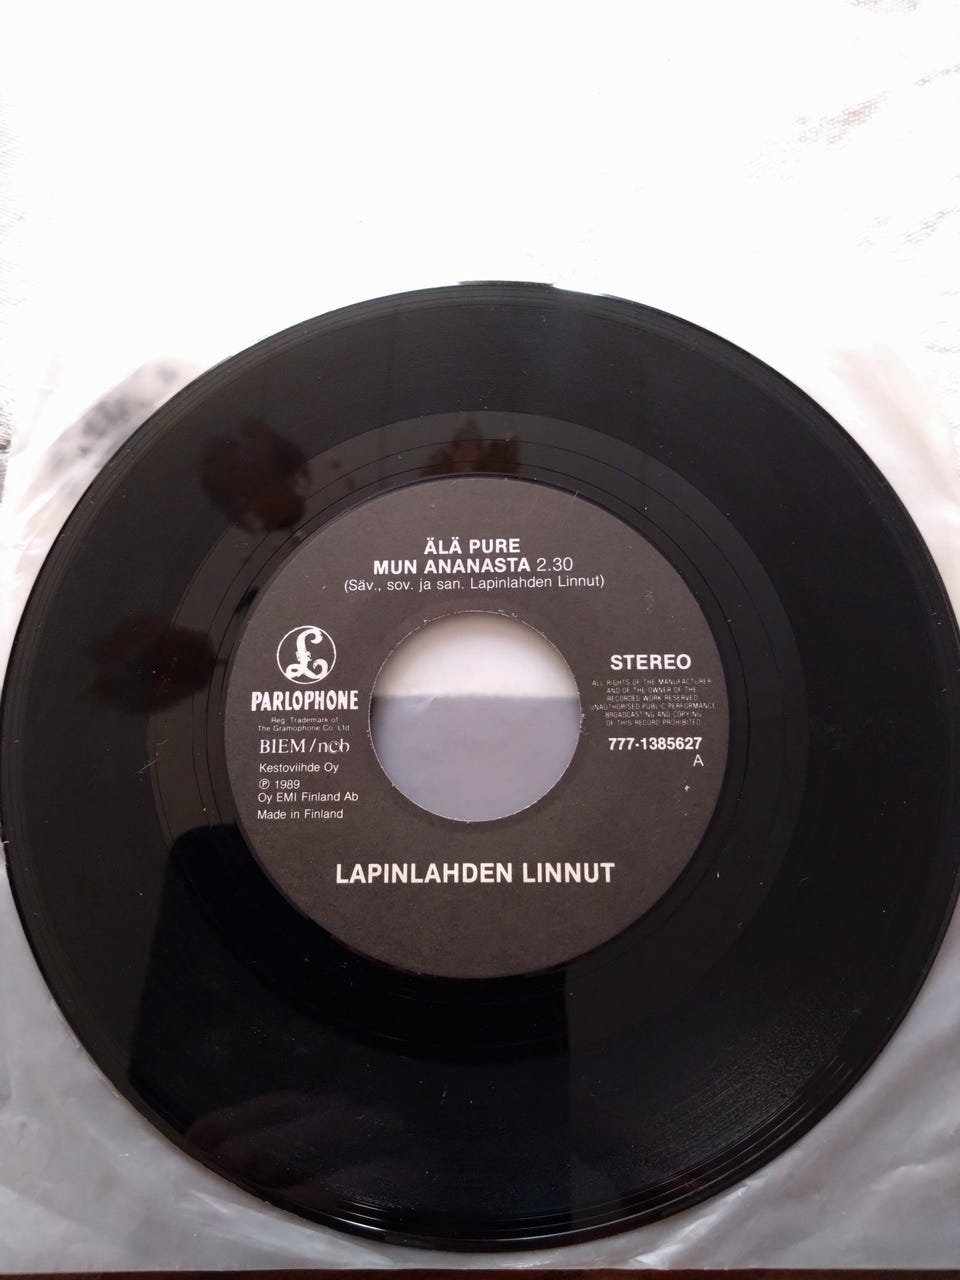 ÄLÄ PURE
MUN ANANASTA 2.30
(Säv., sov. ja san. Lapinlahden Linnut)
£
PARLOPHONE
Reg. Trademark of
The Gramophone Co. Ltd
BIEM/ncb
Kestoviihde Oy
℗ 1989
Oy EMI Finland Ab
Made in Finland
STEREO
ALL RIGHTS OF THE MANUFACTURER
AND OF THE OWNER OF THE
RECORDED WORK RESERVED
UNAUTHORISED PUBLIC PERFORMANCE
BROADCASTING AND COPYING
OF THIS RECORD PROHIBITED
777-1385627
A
LAPINLAHDEN LINNUT